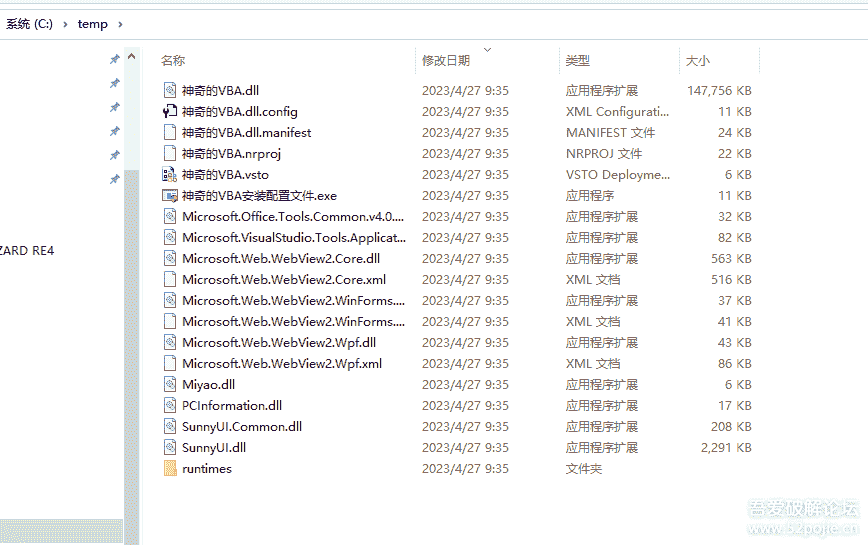 系统 (C:) › temp ›
名称 修改日期 类型 大小
神奇的VBA.dll 2023/4/27 9:35 应用程序扩展 147,756 KB
神奇的VBA.dll.config 2023/4/27 9:35 XML Configurati... 11 KB
神奇的VBA.dll.manifest 2023/4/27 9:35 MANIFEST 文件 24 KB
神奇的VBA.nrproj 2023/4/27 9:35 NRPROJ 文件 22 KB
神奇的VBA.vsto 2023/4/27 9:35 VSTO Deployme... 6 KB
神奇的VBA安装配置文件.exe 2023/4/27 9:35 应用程序 11 KB
Microsoft.Office.Tools.Common.v4.0.... 2023/4/27 9:35 应用程序扩展 32 KB
Microsoft.VisualStudio.Tools.Applicat... 2023/4/27 9:35 应用程序扩展 82 KB
ZARD RE4
Microsoft.Web.WebView2.Core.dll 2023/4/27 9:35 应用程序扩展 563 KB
Microsoft.Web.WebView2.Core.xml 2023/4/27 9:35 XML 文档 516 KB
Microsoft.Web.WebView2.WinForms.... 2023/4/27 9:35 应用程序扩展 37 KB
Microsoft.Web.WebView2.WinForms.... 2023/4/27 9:35 XML 文档 41 KB
Microsoft.Web.WebView2.Wpf.dll 2023/4/27 9:35 应用程序扩展 43 KB
Microsoft.Web.WebView2.Wpf.xml 2023/4/27 9:35 XML 文档 86 KB
Miyao.dll 2023/4/27 9:35 应用程序扩展 6 KB
PCInformation.dll 2023/4/27 9:35 应用程序扩展 17 KB
SunnyUI.Common.dll 2023/4/27 9:35 应用程序扩展 208 KB
SunnyUI.dll 2023/4/27 9:35 应用程序扩展 2,291 KB
runtimes 2023/4/27 9:35 文件夹
吾爱破解论坛
www.52pojie.cn